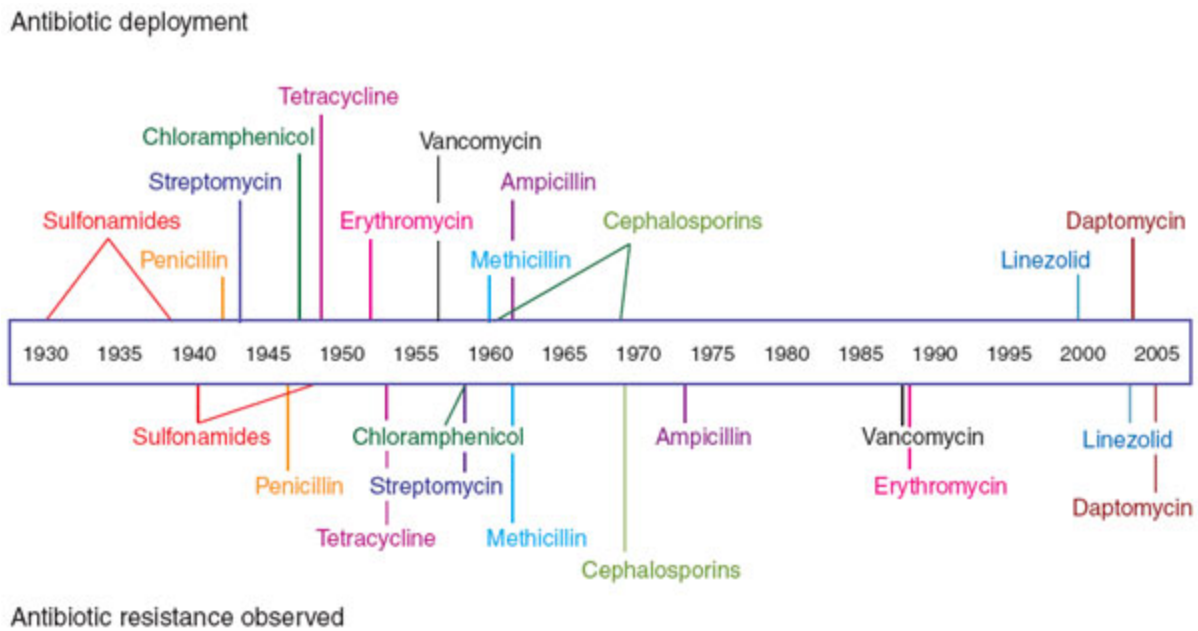 Antibiotic deployment
Tetracycline
Chloramphenicol
Vancomycin
Streptomycin
Ampicillin
Sulfonamides
Erythromycin
Cephalosporins
Daptomycin
Penicillin
Methicillin
Linezolid
1930 1935 1940 1945 1950 1955 1960 1965 1970 1975 1980 1985 1990 1995 2000 2005
Sulfonamides
Chloramphenicol
Ampicillin
Vancomycin
Linezolid
Penicillin
Streptomycin
Erythromycin
Daptomycin
Tetracycline
Methicillin
Cephalosporins
Antibiotic resistance observed